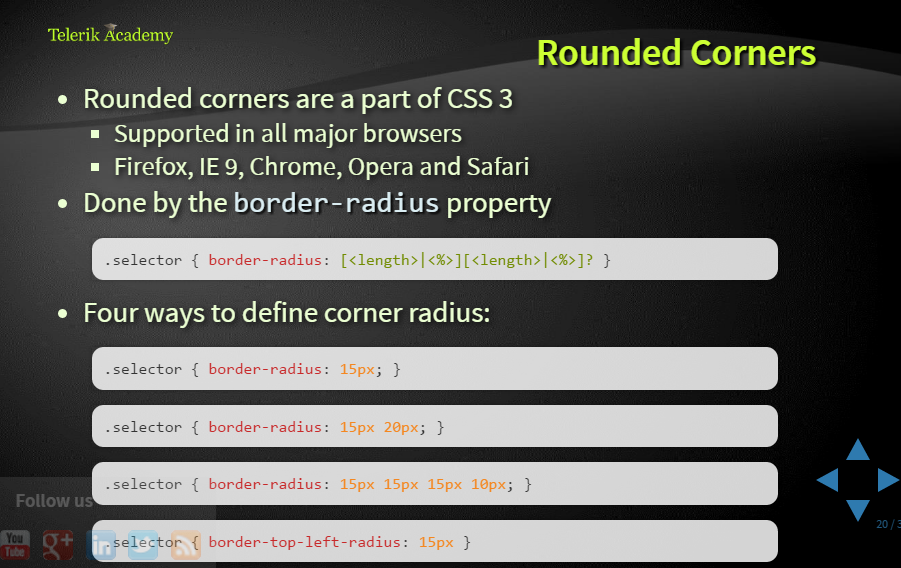 Telerik Academy
Rounded Corners
• Rounded corners are a part of CSS 3
▪ Supported in all major browsers
▪ Firefox, IE 9, Chrome, Opera and Safari
• Done by the border-radius property
.selector { border-radius: [<length>|<%>][<length>|<%>]? }
• Four ways to define corner radius:
.selector { border-radius: 15px; }
.selector { border-radius: 15px 20px; }
.selector { border-radius: 15px 15px 15px 10px; }
Follow us
.selector { border-top-left-radius: 15px }
You
Tube
g+
in
20 / 3